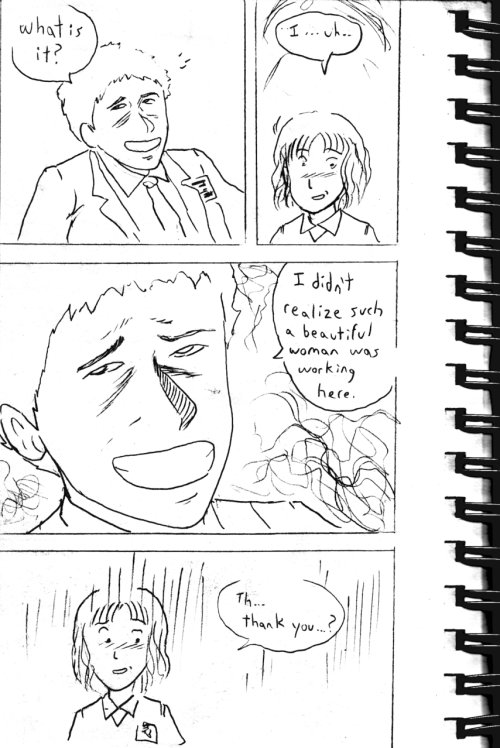 what is
it?
I ... uh..
I didn't
realize such
a beautiful
woman was
working
here.
Th...
thank you...?